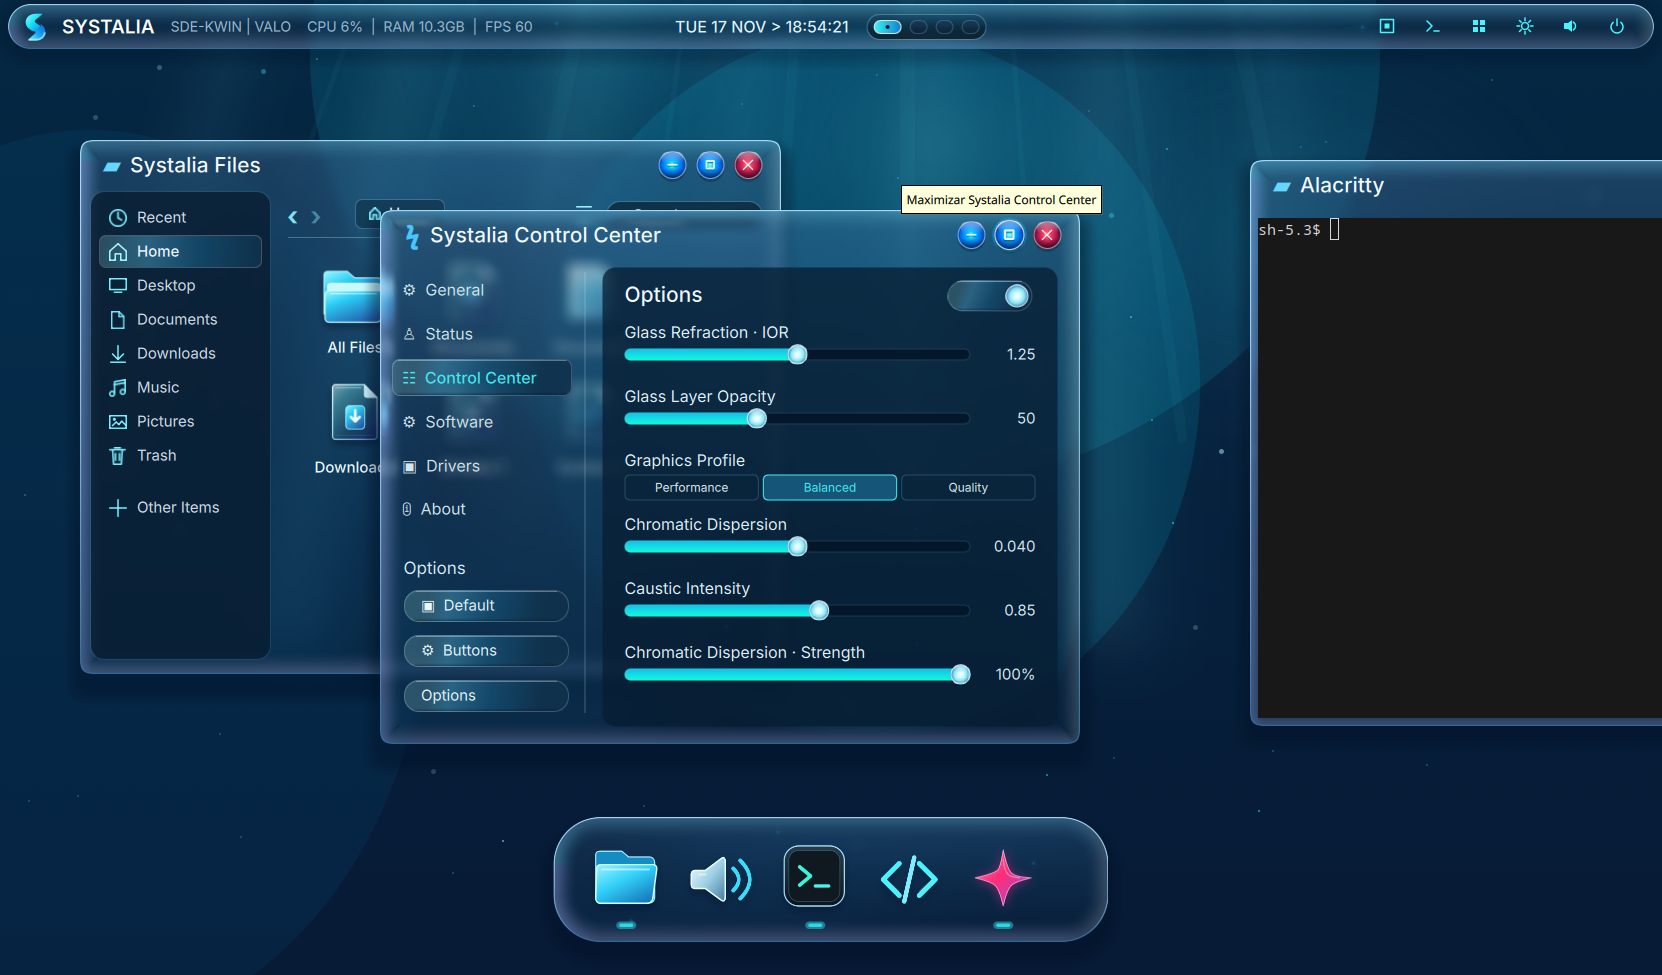 SYSTALIA SDE-KWIN | VALO CPU 6% | RAM 10.3GB | FPS 60 TUE 17 NOV > 18:54:21
Systalia Files
Recent
Home
Desktop
Documents
Downloads
Music
Pictures
Trash
Other Items
All Files
Maximizar Systalia Control Center
Systalia Control Center
General
Status
Control Center
Software
Drivers
About
Options
Default
Buttons
Options
Options
Glass Refraction · IOR 1.25
Glass Layer Opacity 50
Graphics Profile
Performance Balanced Quality
Chromatic Dispersion 0.040
Caustic Intensity 0.85
Chromatic Dispersion · Strength 100%
Alacritty
sh-5.3$